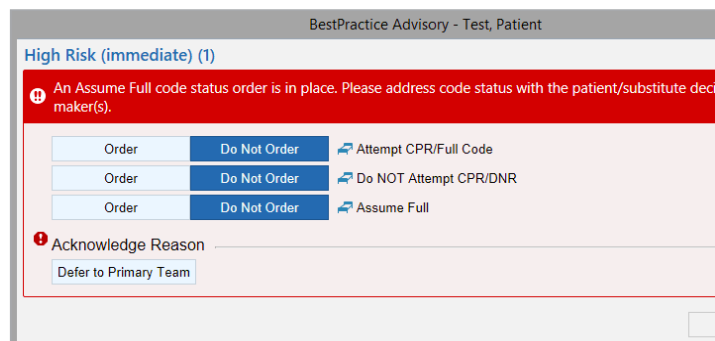 BestPractice Advisory - Test, Patient
High Risk (immediate) (1)
An Assume Full code status order is in place. Please address code status with the patient/substitute deci
maker(s).
Order Do Not Order Attempt CPR/Full Code
Order Do Not Order Do NOT Attempt CPR/DNR
Order Do Not Order Assume Full
Acknowledge Reason
Defer to Primary Team